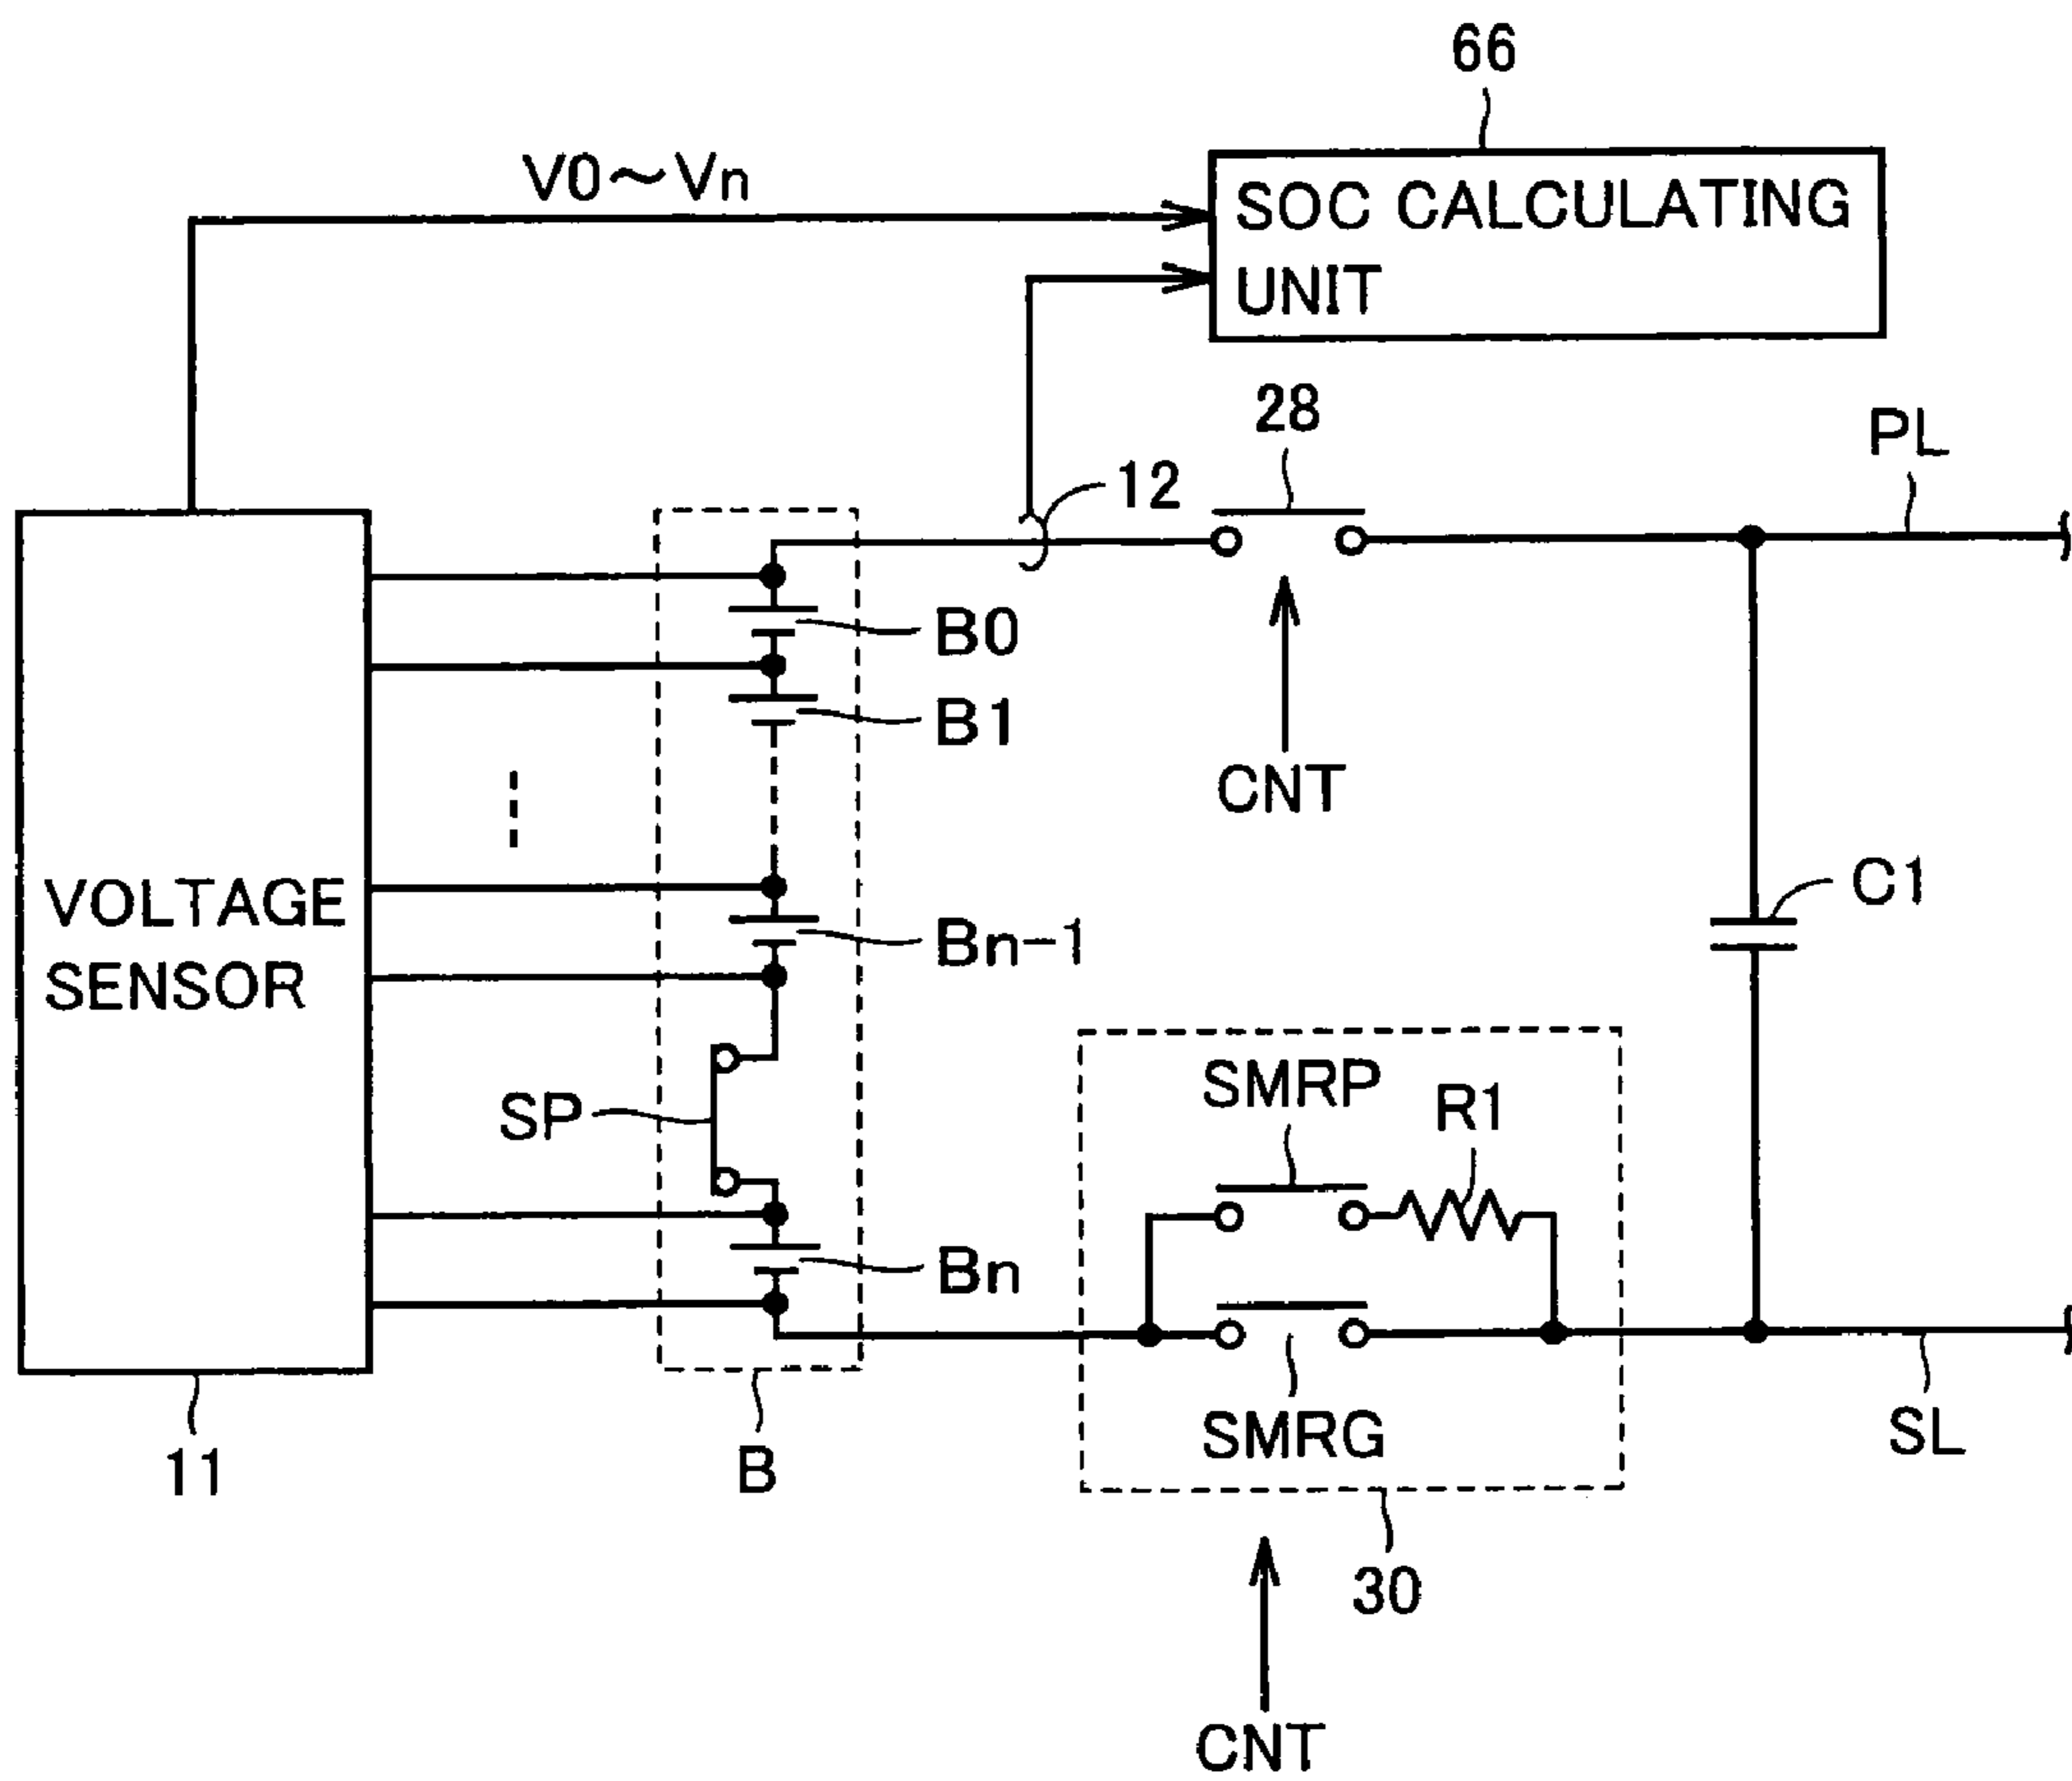 66
V0~Vn
SOC CALCULATING
UNIT
28
PL
12
B0
B1
CNT
C1
VOLTAGE
SENSOR
Bn-1
SP
SMRP
R1
Bn
SMRG
SL
11
B
30
CNT